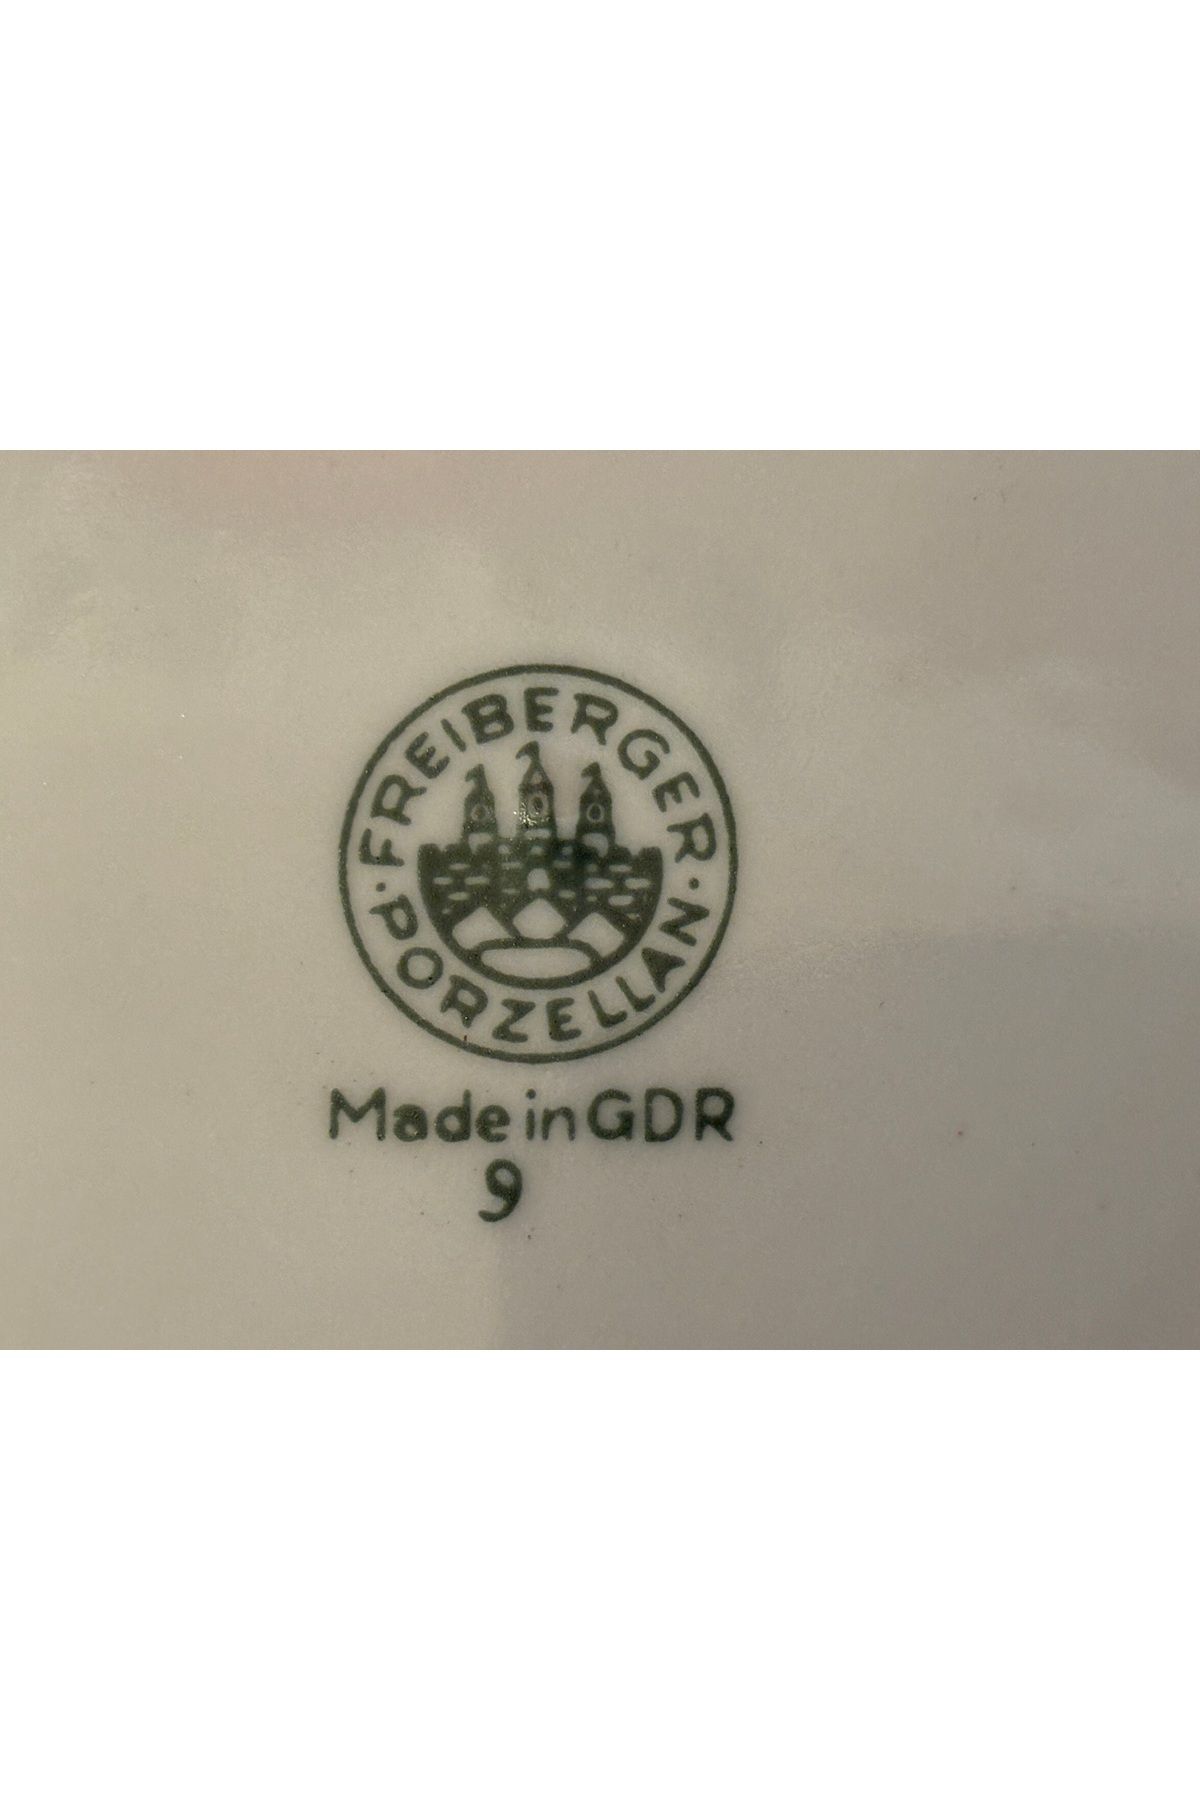 FREIBERGER
· PORZELLAN ·
Made in GDR
9